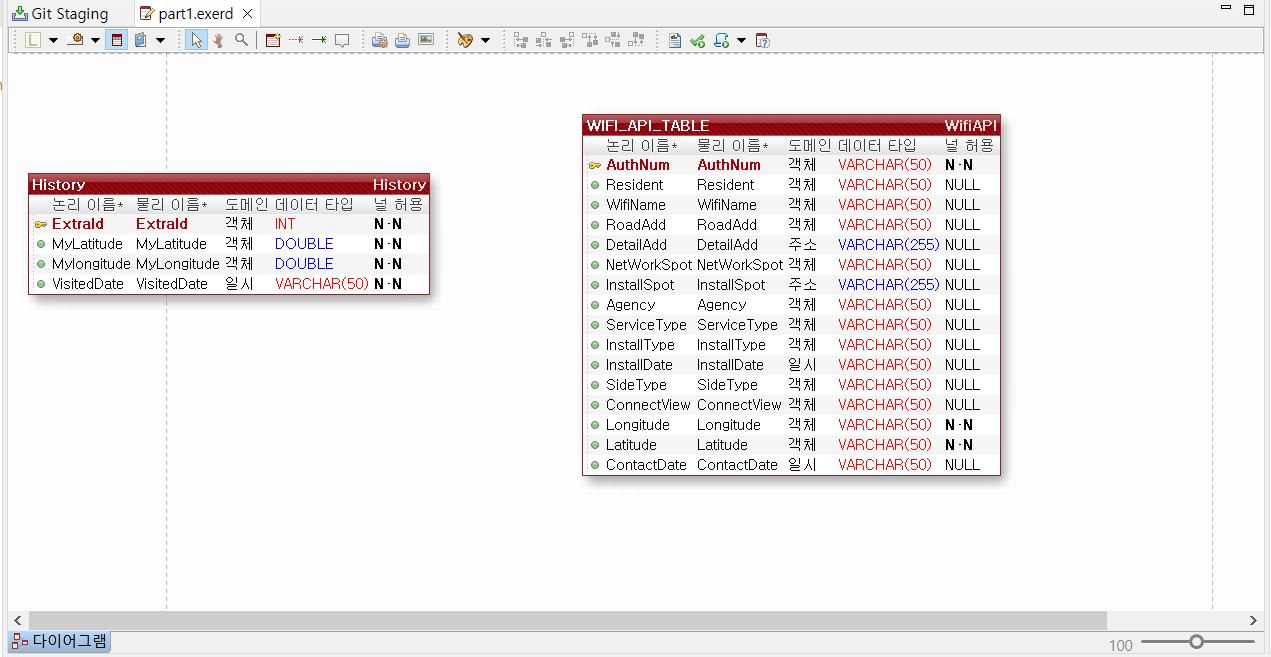 Git Staging part1.exerd
History History
논리 이름* 물리 이름* 도메인 데이터 타입 널 허용
ExtraId ExtraId 객체 INT N·N
MyLatitude MyLatitude 객체 DOUBLE N·N
Mylongitude MyLongitude 객체 DOUBLE N·N
VisitedDate VisitedDate 일시 VARCHAR(50) N·N
WIFI_API_TABLE WifiAPI
논리 이름* 물리 이름* 도메인 데이터 타입 널 허용
AuthNum AuthNum 객체 VARCHAR(50) N·N
Resident Resident 객체 VARCHAR(50) NULL
WifiName WifiName 객체 VARCHAR(50) NULL
RoadAdd RoadAdd 객체 VARCHAR(50) NULL
DetailAdd DetailAdd 주소 VARCHAR(255) NULL
NetWorkSpot NetWorkSpot 객체 VARCHAR(50) NULL
InstallSpot InstallSpot 주소 VARCHAR(255) NULL
Agency Agency 객체 VARCHAR(50) NULL
ServiceType ServiceType 객체 VARCHAR(50) NULL
InstallType InstallType 객체 VARCHAR(50) NULL
InstallDate InstallDate 일시 VARCHAR(50) NULL
SideType SideType 객체 VARCHAR(50) NULL
ConnectView ConnectView 객체 VARCHAR(50) NULL
Longitude Longitude 객체 VARCHAR(50) N·N
Latitude Latitude 객체 VARCHAR(50) N·N
ContactDate ContactDate 일시 VARCHAR(50) NULL
다이어그램
100